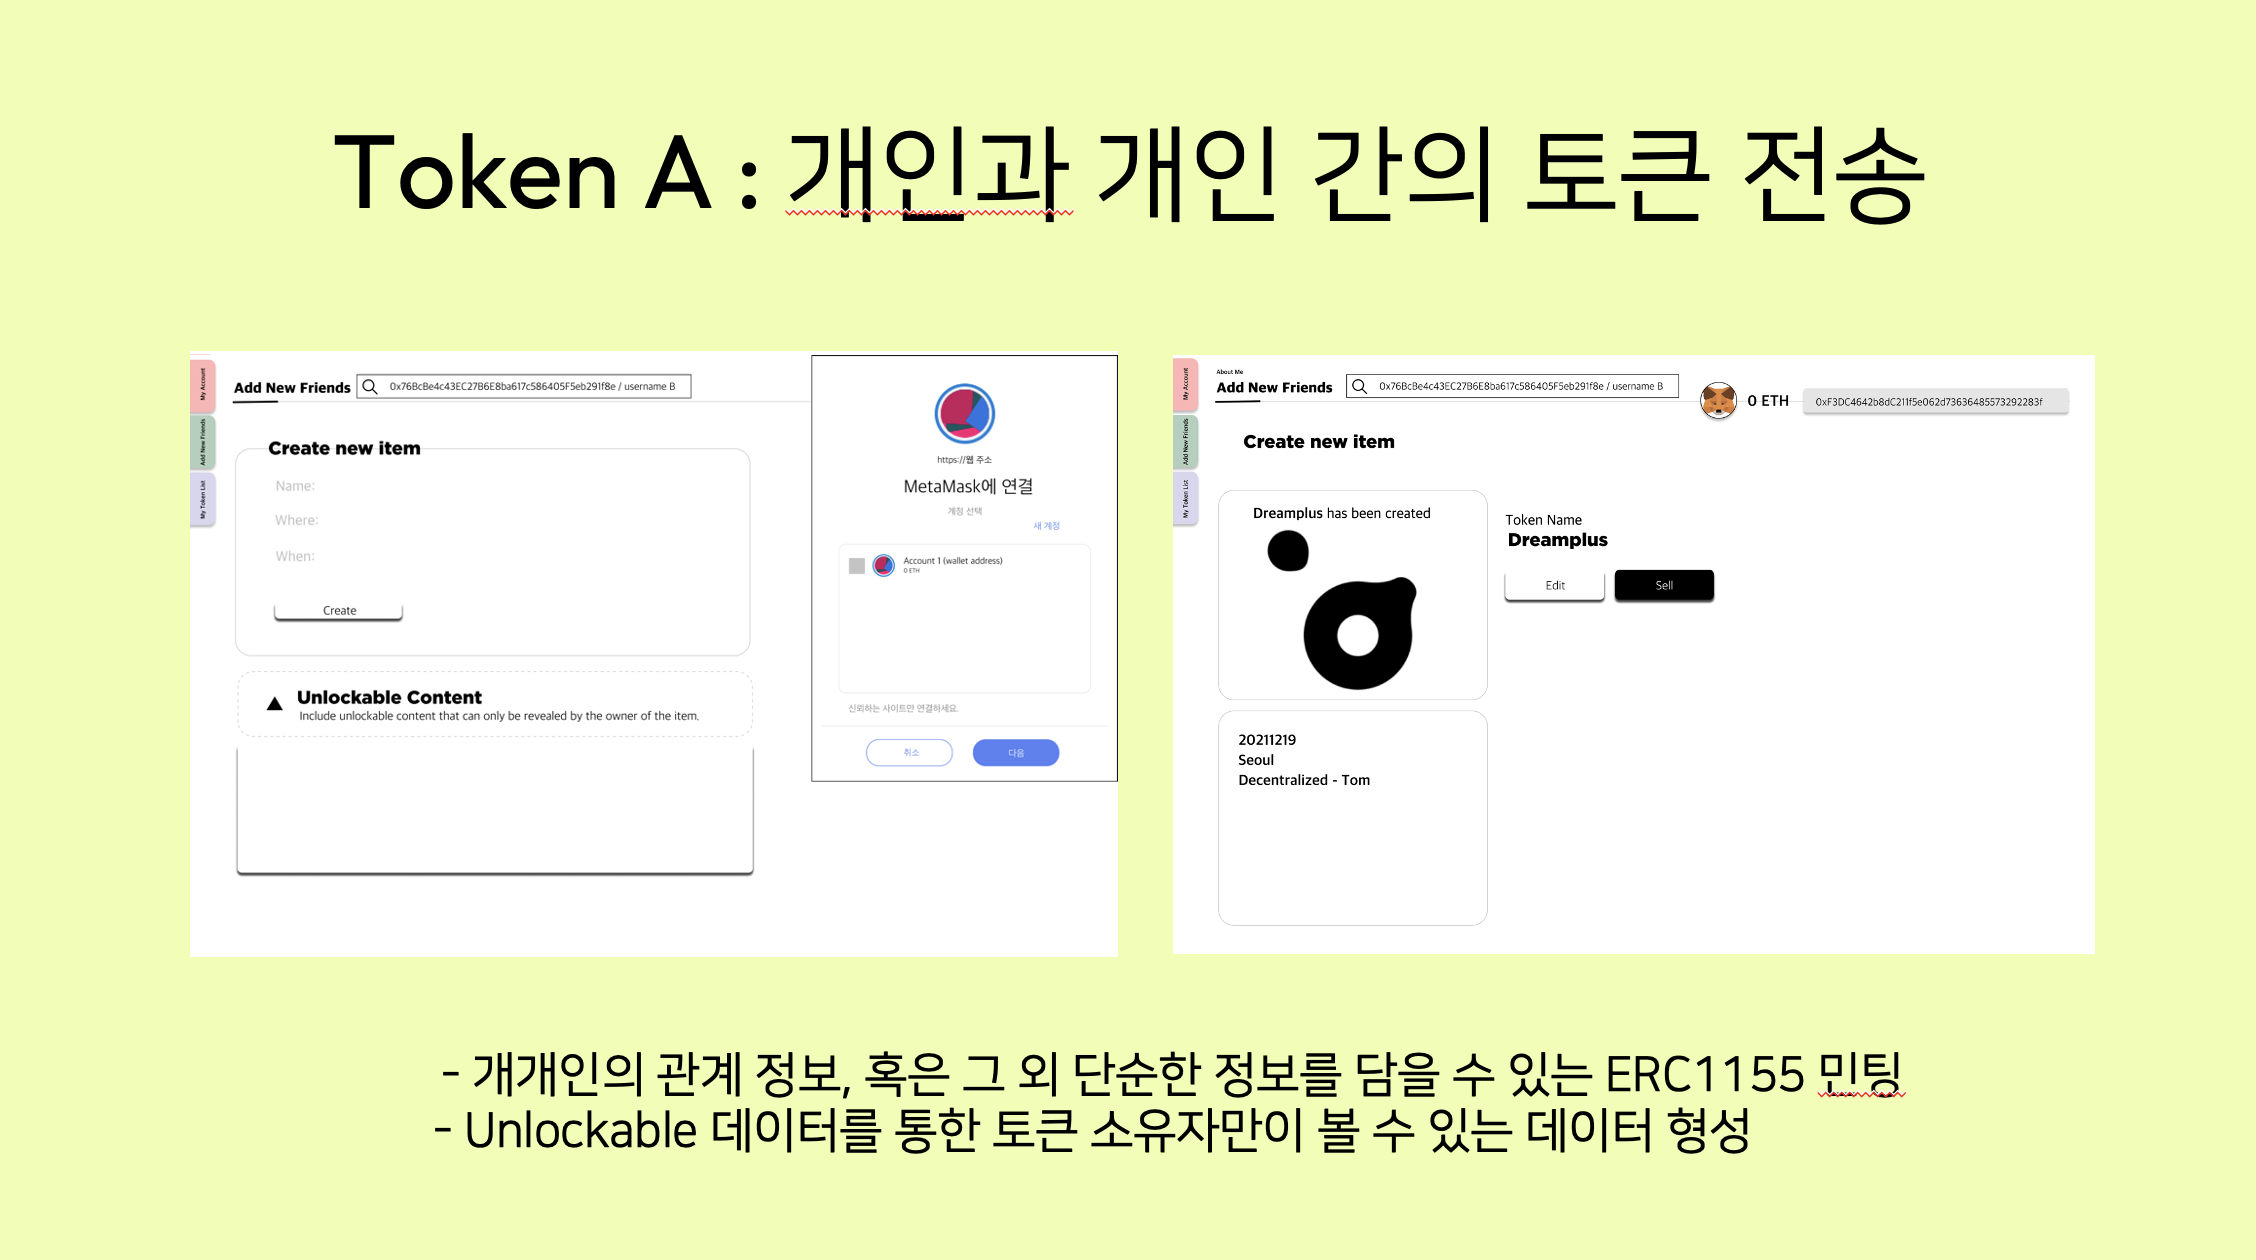 Token A : 개인과 개인 간의 토큰 전송
My Account
Add New Friends
My Token List
Add New Friends
0x76BcBe4c43EC27B6E8ba617c586405F5eb291f8e / username B
Create new item
Name:
Where:
When:
Create
Unlockable Content
Include unlockable content that can only be revealed by the owner of the item.
https://웹 주소
MetaMask에 연결
계정 선택
새 계정
Account 1 (wallet address)
0 ETH
신뢰하는 사이트만 연결하세요.
취소
다음
My Account
Add New Friends
My Token List
About Me
Add New Friends
0x76BcBe4c43EC27B6E8ba617c586405F5eb291f8e / username B
0 ETH
0xF3DC4642b8dC211f5e062d73636485573292283f
Create new item
Dreamplus has been created
Token Name
Dreamplus
Edit
Sell
20211219
Seoul
Decentralized - Tom
- 개개인의 관계 정보, 혹은 그 외 단순한 정보를 담을 수 있는 ERC1155 민팅
- Unlockable 데이터를 통한 토큰 소유자만이 볼 수 있는 데이터 형성